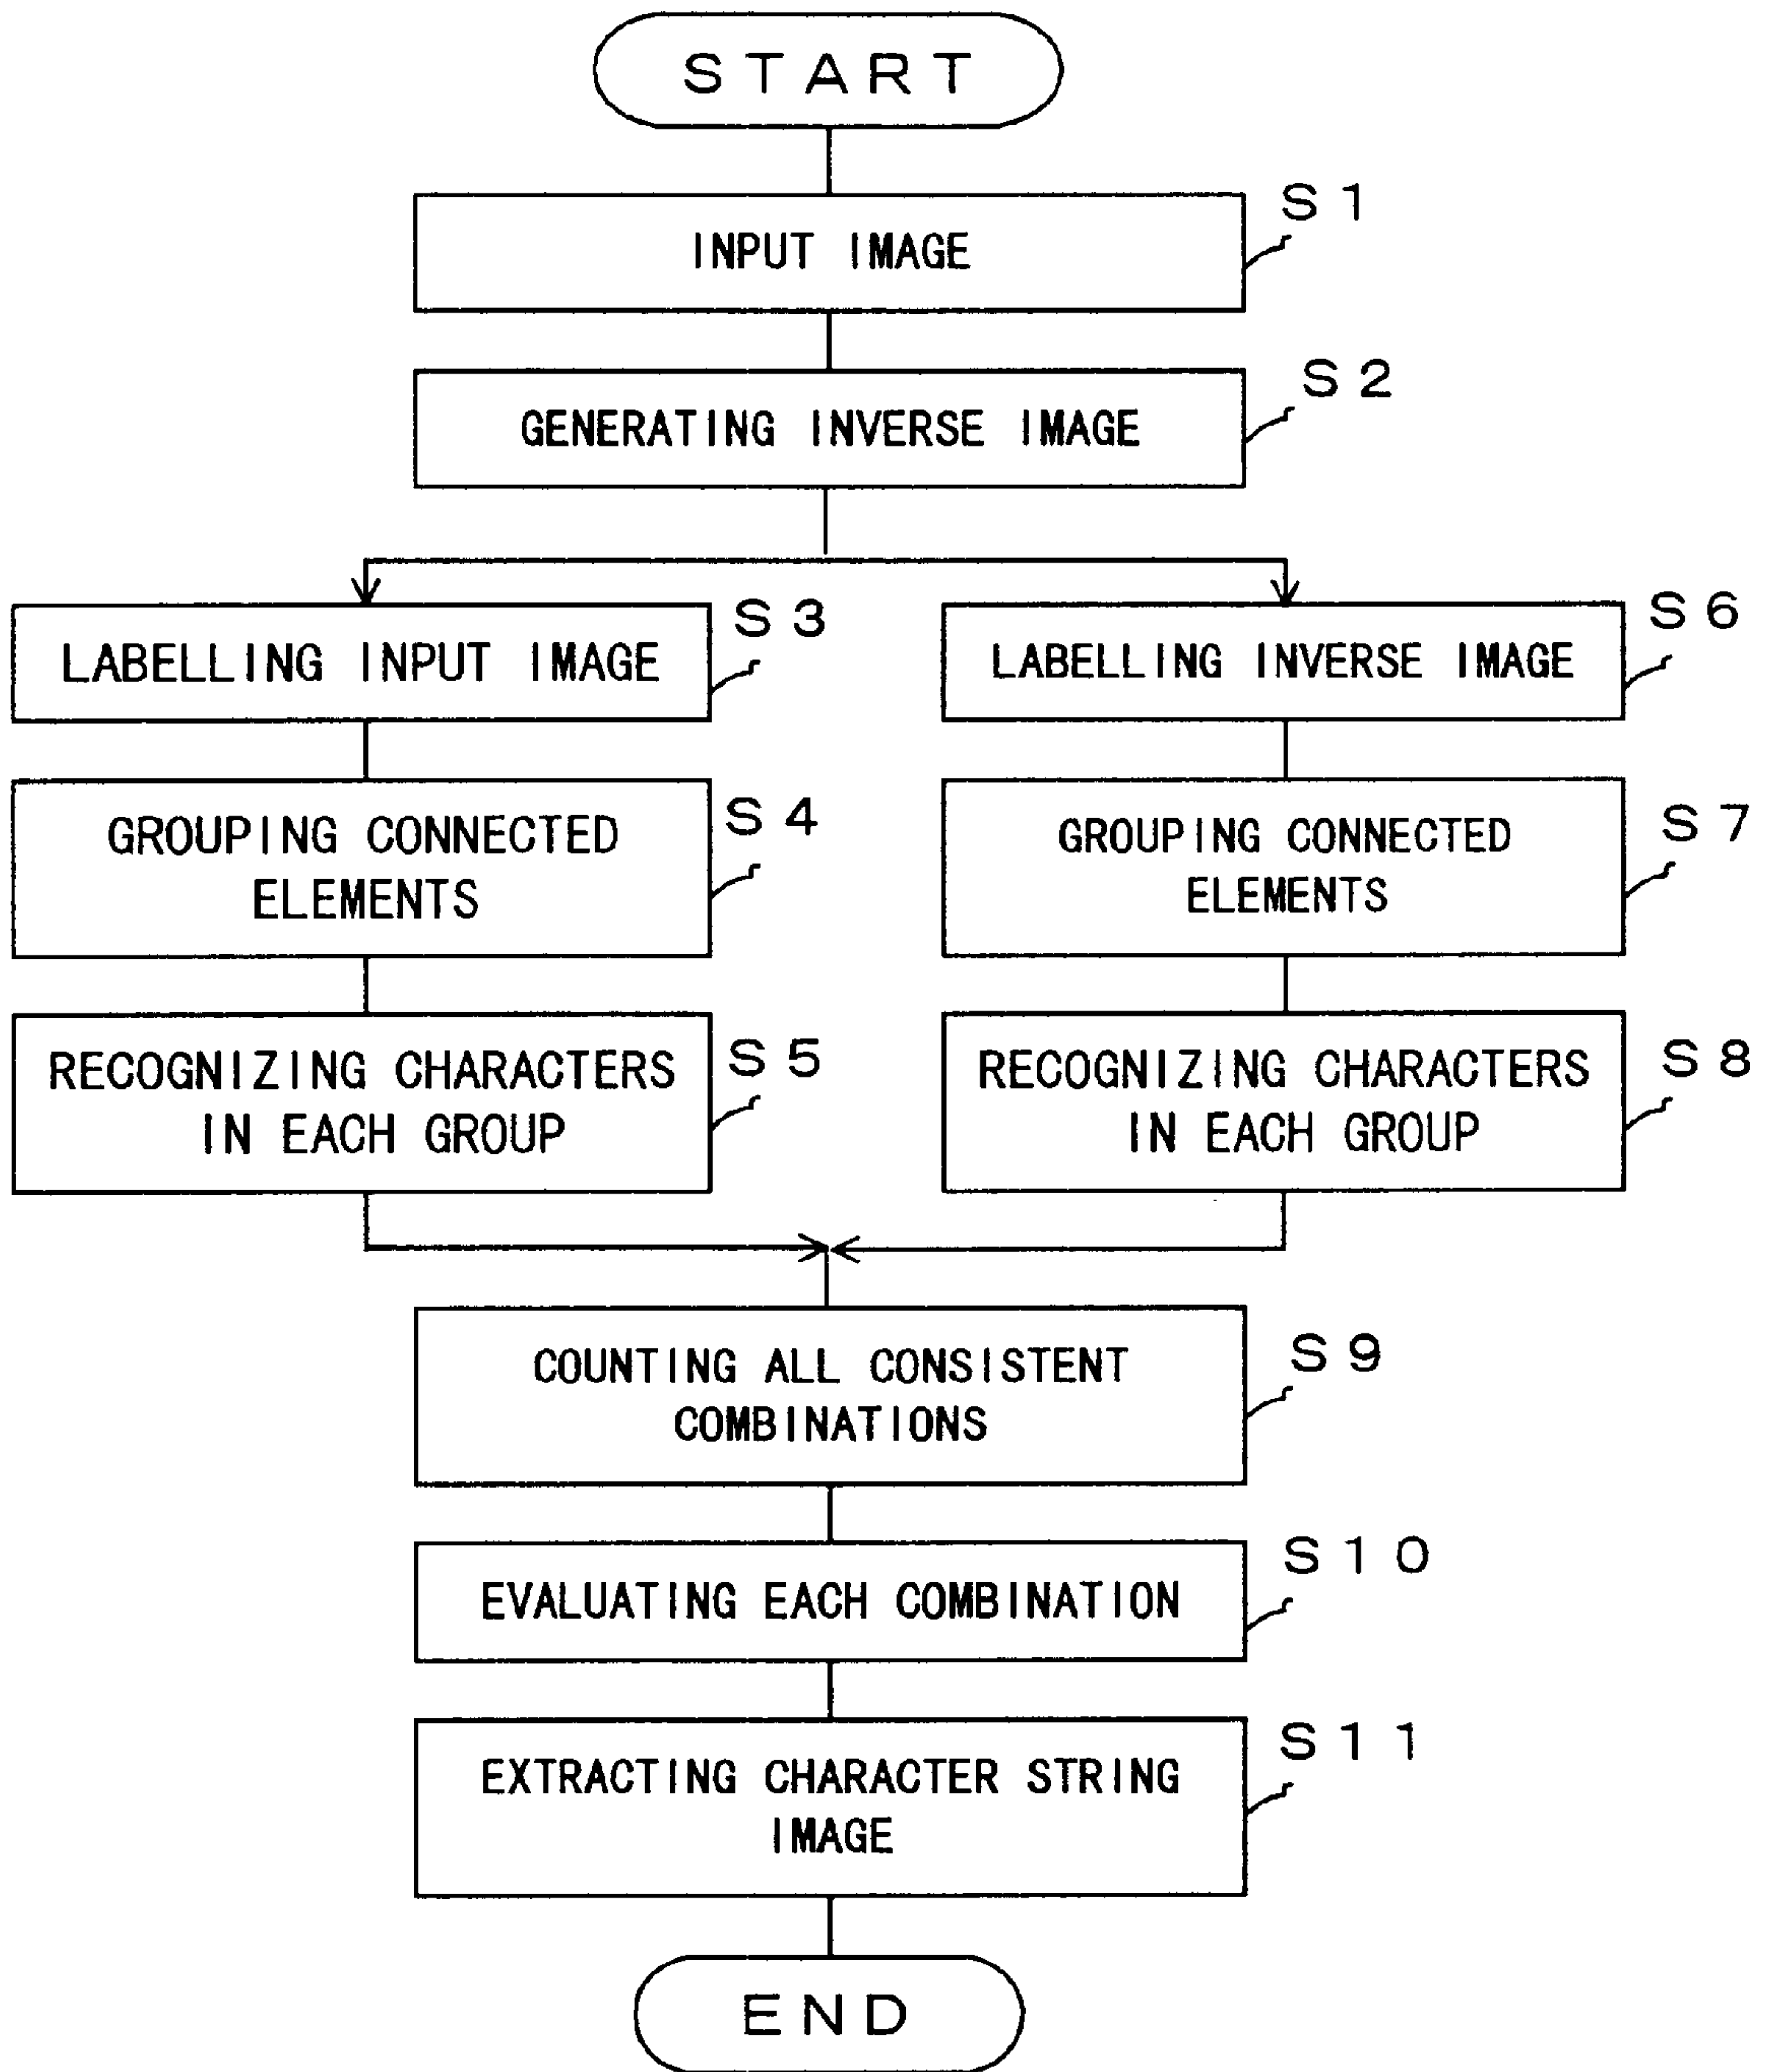 START
S1
INPUT IMAGE
S2
GENERATING INVERSE IMAGE
S3
LABELLING INPUT IMAGE
S4
GROUPING CONNECTED
ELEMENTS
S5
RECOGNIZING CHARACTERS
IN EACH GROUP
S6
LABELLING INVERSE IMAGE
S7
GROUPING CONNECTED
ELEMENTS
S8
RECOGNIZING CHARACTERS
IN EACH GROUP
S9
COUNTING ALL CONSISTENT
COMBINATIONS
S10
EVALUATING EACH COMBINATION
S11
EXTRACTING CHARACTER STRING
IMAGE
END